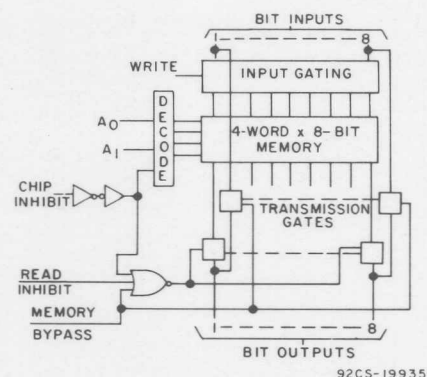 BIT INPUTS
1 8
WRITE
INPUT GATING
DECODE
A0
A1
4-WORD x 8-BIT
MEMORY
CHIP
INHIBIT
TRANSMISSION
GATES
READ
INHIBIT
MEMORY
BYPASS
1 8
BIT OUTPUTS
92CS-19935